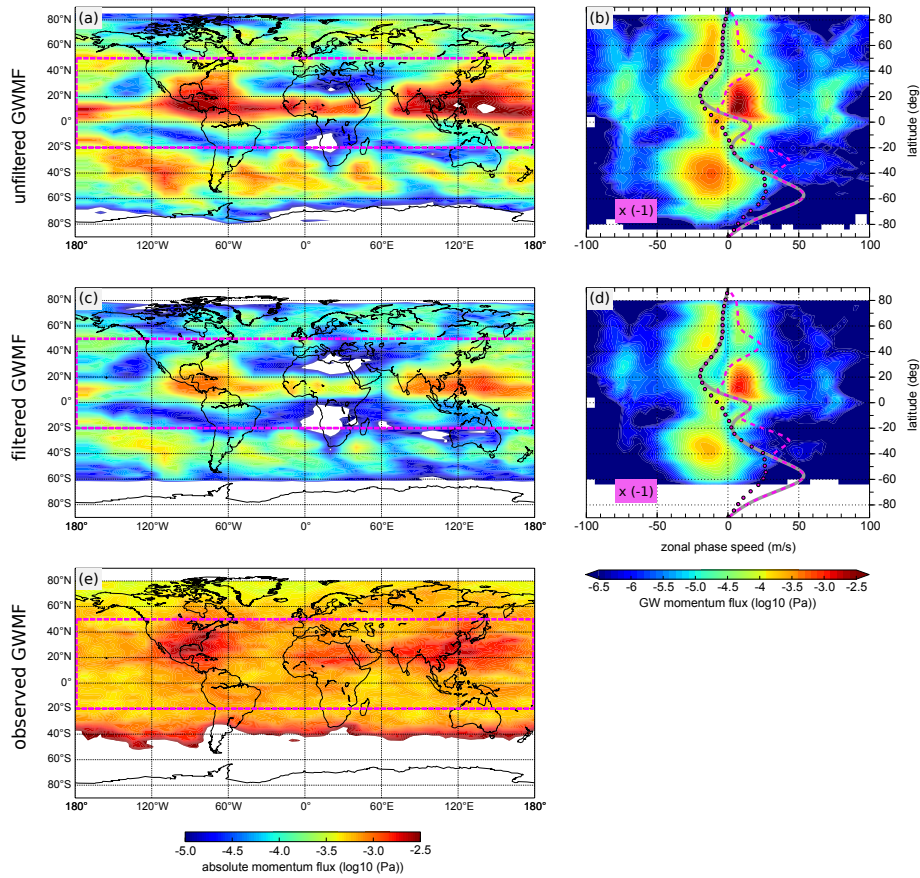 (a)
80°N
60°N
40°N
20°N
0°
20°S
40°S
60°S
80°S
180°
120°W
60°W
0°
60°E
120°E
180°
unfiltered GWMF
(b)
x (-1)
80
60
40
20
0
-20
-40
-60
-80
latitude (deg)
-100
-50
0
50
100
(c)
80°N
60°N
40°N
20°N
0°
20°S
40°S
60°S
80°S
180°
120°W
60°W
0°
60°E
120°E
180°
filtered GWMF
(d)
x (-1)
80
60
40
20
0
-20
-40
-60
-80
latitude (deg)
-100
-50
0
50
100
zonal phase speed (m/s)
-6.5 -6.0 -5.5 -5.0 -4.5 -4.0 -3.5 -3.0 -2.5
GW momentum flux (log10 (Pa))
(e)
80°N
60°N
40°N
20°N
0°
20°S
40°S
60°S
80°S
180°
120°W
60°W
0°
60°E
120°E
180°
observed GWMF
-5.0 -4.5 -4.0 -3.5 -3.0 -2.5
absolute momentum flux (log10 (Pa))